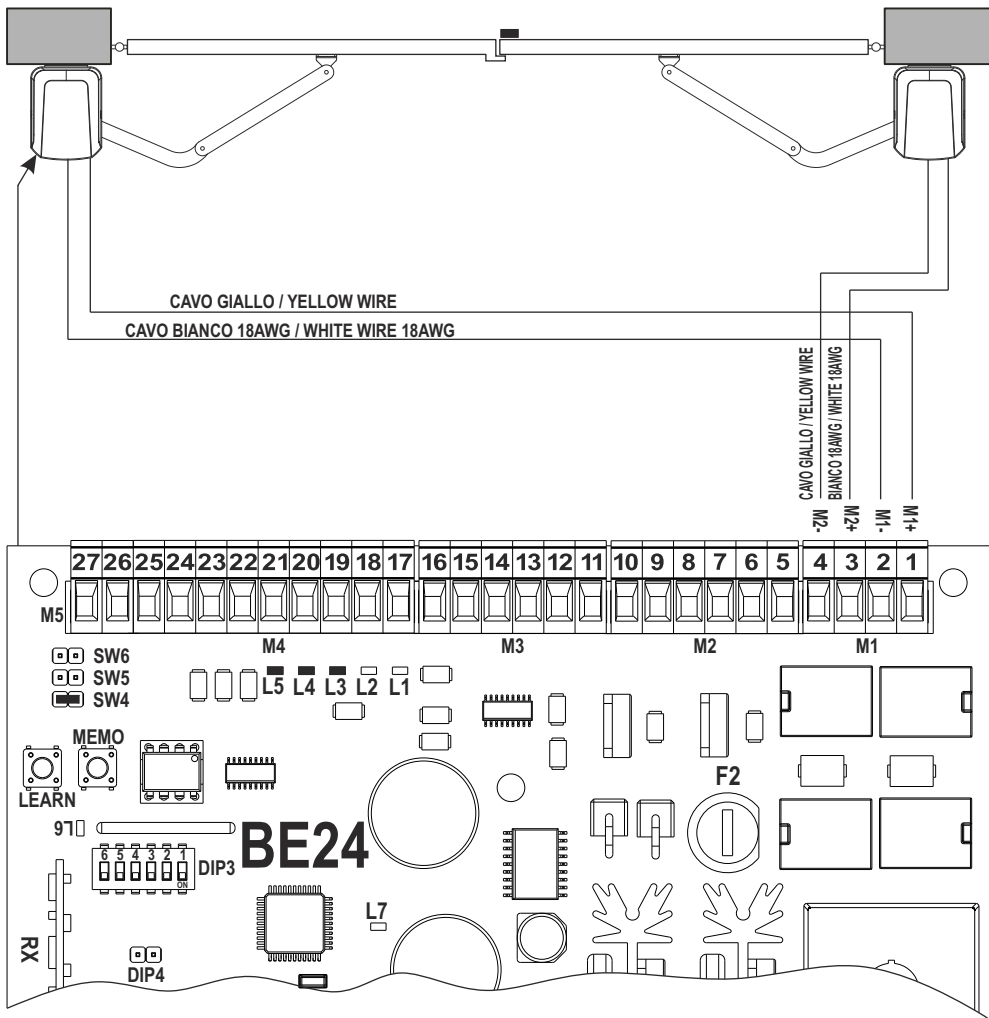 CAVO GIALLO / YELLOW WIRE
CAVO BIANCO 18AWG / WHITE WIRE 18AWG
CAVO GIALLO / YELLOW WIRE
BIANCO 18AWG / WHITE 18AWG
M2- M2+ M1- M1+
27 26 25 24 23 22 21 20 19 18 17 16 15 14 13 12 11 10 9 8 7 6 5 4 3 2 1
M5
M4 M3 M2 M1
SW6
SW5
SW4
L5 L4 L3 L2 L1
MEMO
LEARN
F2
L6
BE24
6 5 4 3 2 1
ON
DIP3
L7
RX
DIP4